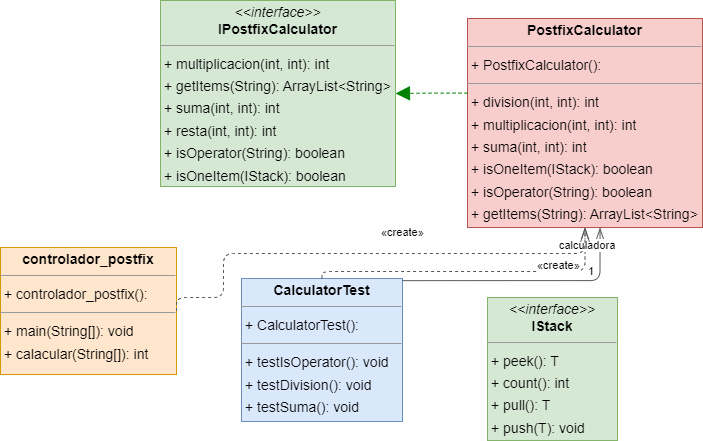 <<interface>>
IPostfixCalculator
+ multiplicacion(int, int): int
+ getItems(String): ArrayList<String>
+ suma(int, int): int
+ resta(int, int): int
+ isOperator(String): boolean
+ isOneItem(IStack): boolean
PostfixCalculator
+ PostfixCalculator():
+ division(int, int): int
+ multiplicacion(int, int): int
+ suma(int, int): int
+ isOneItem(IStack): boolean
+ isOperator(String): boolean
+ getItems(String): ArrayList<String>
«create»
calculadora
«create»
1
controlador_postfix
+ controlador_postfix():
+ main(String[]): void
+ calacular(String[]): int
CalculatorTest
+ CalculatorTest():
+ testIsOperator(): void
+ testDivision(): void
+ testSuma(): void
<<interface>>
IStack
+ peek(): T
+ count(): int
+ pull(): T
+ push(T): void